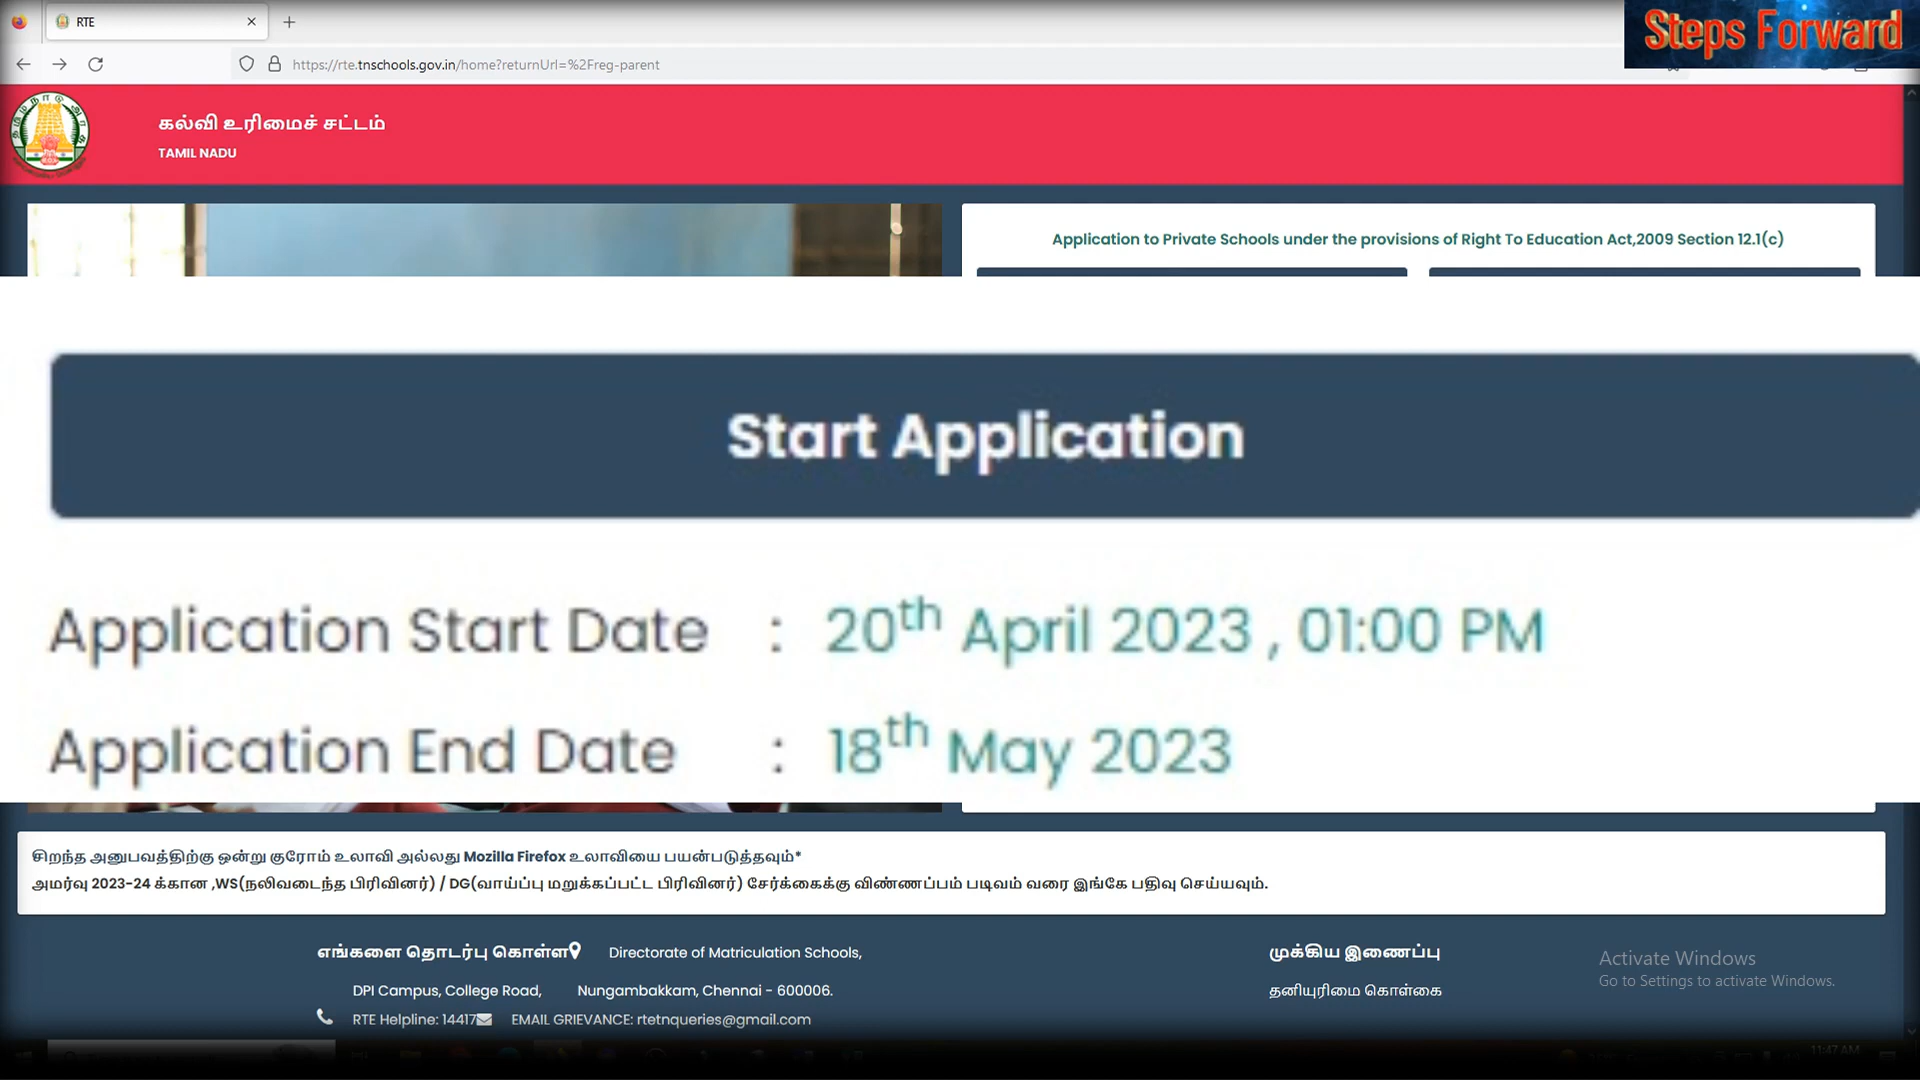 RTE
Steps Forward
https://rte.tnschools.gov.in/home?returnUrl=%2Freg-parent
கல்வி உரிமைச் சட்டம்
TAMIL NADU
Application to Private Schools under the provisions of Right To Education Act,2009 Section 12.1(c)
Start Application
Application Start Date : 20th April 2023 , 01:00 PM
Application End Date : 18th May 2023
சிறந்த அனுபவத்திற்கு ஒன்று குரோம் உலாவி அல்லது Mozilla Firefox உலாவியை பயன்படுத்தவும்*
அமர்வு 2023-24 க்கான ,WS(நலிவடைந்த பிரிவினர்) / DG(வாய்ப்பு மறுக்கப்பட்ட பிரிவினர்) சேர்க்கைக்கு விண்ணப்பம் படிவம் வரை இங்கே பதிவு செய்யவும்.
எங்களை தொடர்பு கொள்ள Directorate of Matriculation Schools,
DPI Campus, College Road, Nungambakkam, Chennai - 600006.
RTE Helpline: 14417 EMAIL GRIEVANCE: rtetnqueries@gmail.com
முக்கிய இணைப்பு
தனியுரிமை கொள்கை
Activate Windows
Go to Settings to activate Windows.
11:47 AM